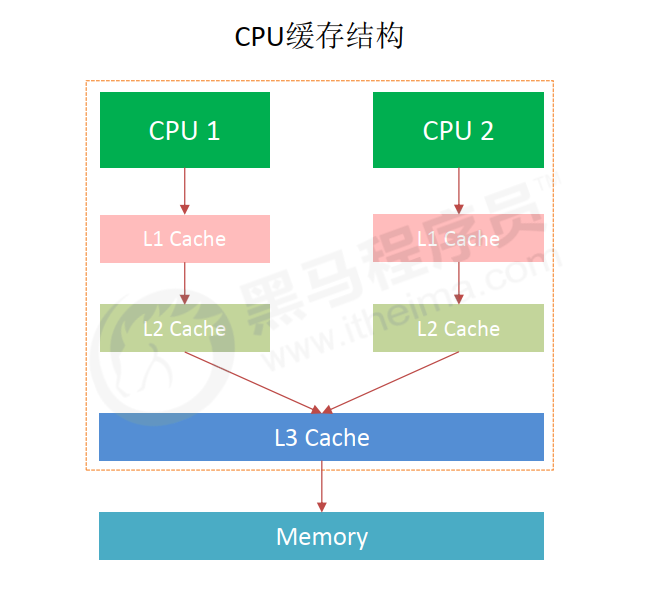 CPU缓存结构
CPU 1
CPU 2
L1 Cache
L1 Cache
L2 Cache
L2 Cache
L3 Cache
Memory
黑马程序员™
www.itheima.com